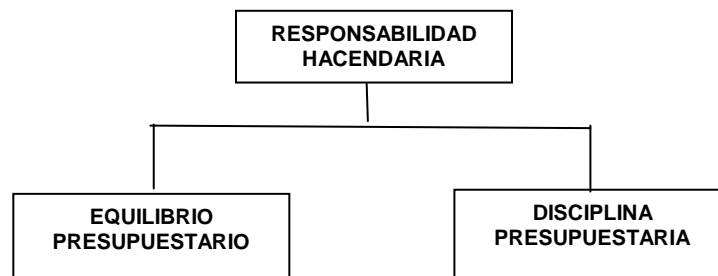 RESPONSABILIDAD
HACENDARIA
EQUILIBRIO
PRESUPUESTARIO
DISCIPLINA
PRESUPUESTARIA